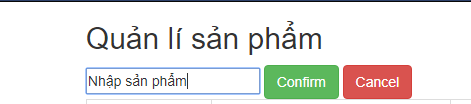 Quản lí sản phẩm
Nhập sản phẩm Confirm Cancel